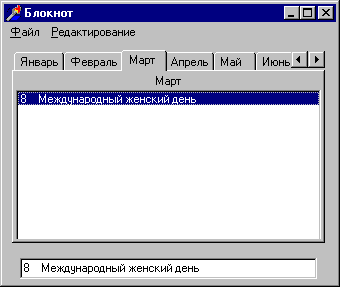 Блокнот
Файл Редактирование
Январь Февраль Март Апрель Май Июнь
Март
8 Международный женский день
8 Международный женский день